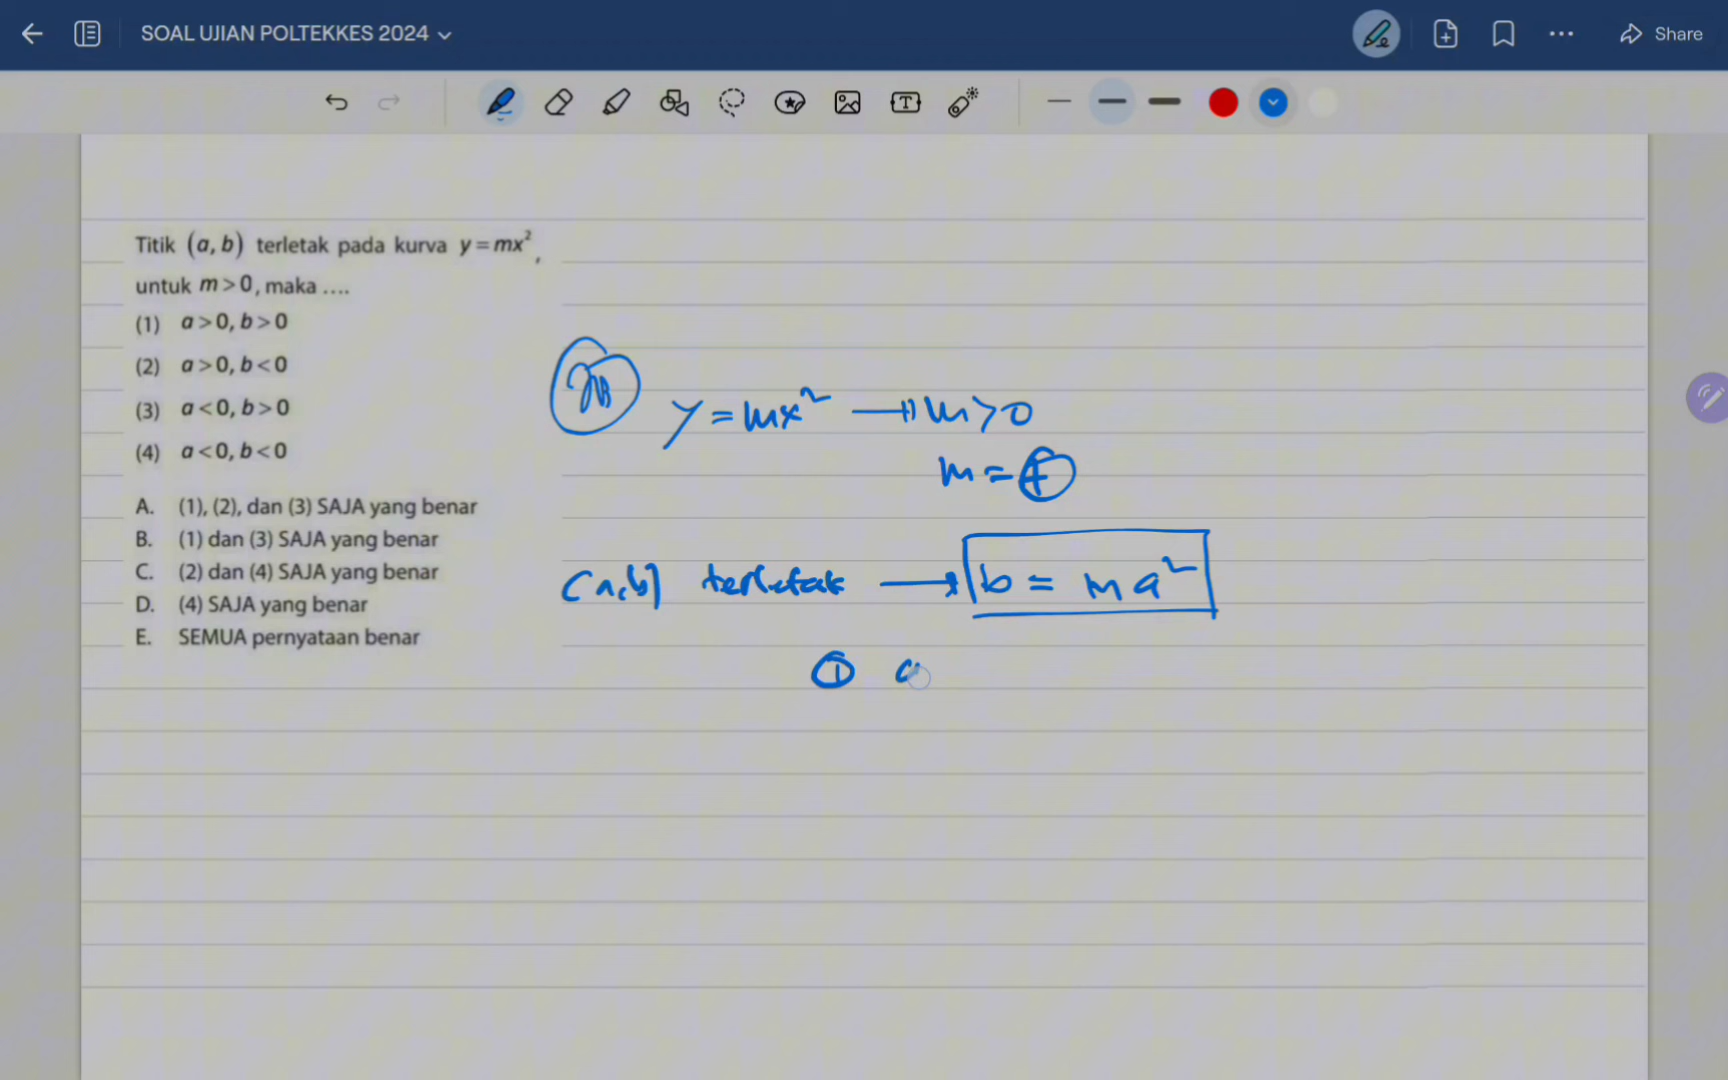 SOAL UJIAN POLTEKKES 2024
Share
Titik (a, b) terletak pada kurva y = mx²,
untuk m > 0, maka ....
(1) a > 0, b > 0
(2) a > 0, b < 0
(3) a < 0, b > 0
(4) a < 0, b < 0
A. (1), (2), dan (3) SAJA yang benar
B. (1) dan (3) SAJA yang benar
C. (2) dan (4) SAJA yang benar
D. (4) SAJA yang benar
E. SEMUA pernyataan benar
y = mx² → m > 0
m = +
(a,b) terletak → b = ma²
①